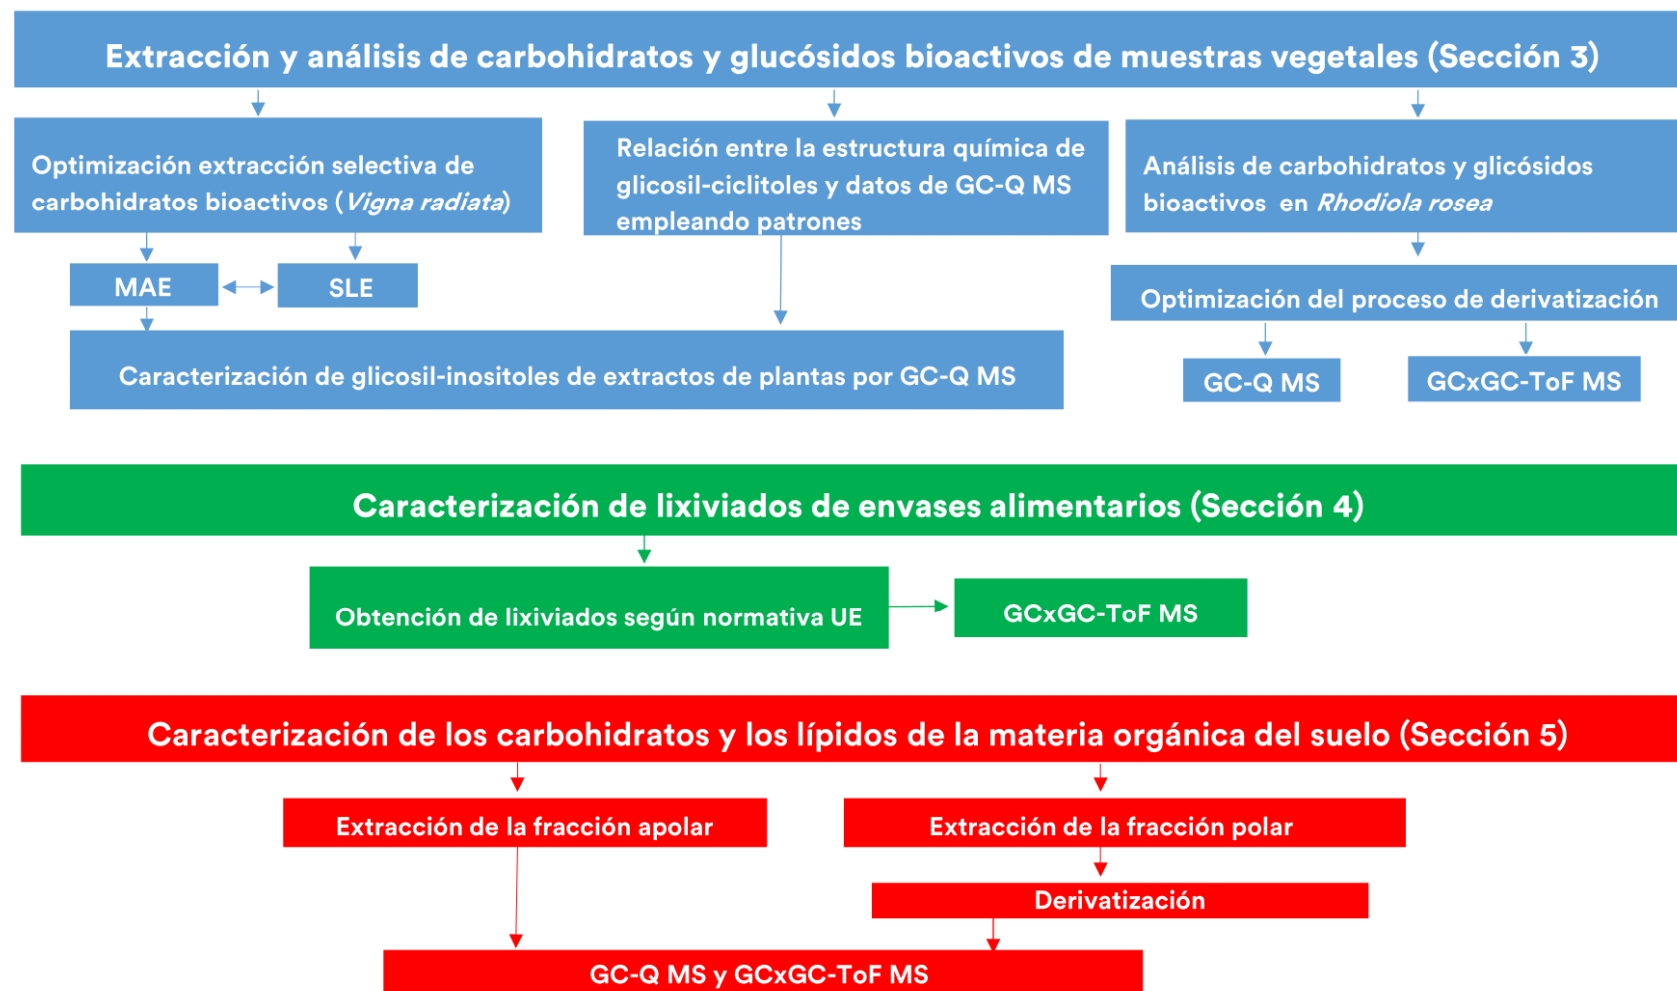 Extracción y análisis de carbohidratos y glucósidos bioactivos de muestras vegetales (Sección 3)
Optimización extracción selectiva de
carbohidratos bioactivos (Vigna radiata)
Relación entre la estructura química de
glicosil-ciclitoles y datos de GC-Q MS
empleando patrones
Análisis de carbohidratos y glicósidos
bioactivos en Rhodiola rosea
MAE
SLE
Optimización del proceso de derivatización
Caracterización de glicosil-inositoles de extractos de plantas por GC-Q MS
GC-Q MS
GCxGC-ToF MS
Caracterización de lixiviados de envases alimentarios (Sección 4)
Obtención de lixiviados según normativa UE
GCxGC-ToF MS
Caracterización de los carbohidratos y los lípidos de la materia orgánica del suelo (Sección 5)
Extracción de la fracción apolar
Extracción de la fracción polar
Derivatización
GC-Q MS y GCxGC-ToF MS